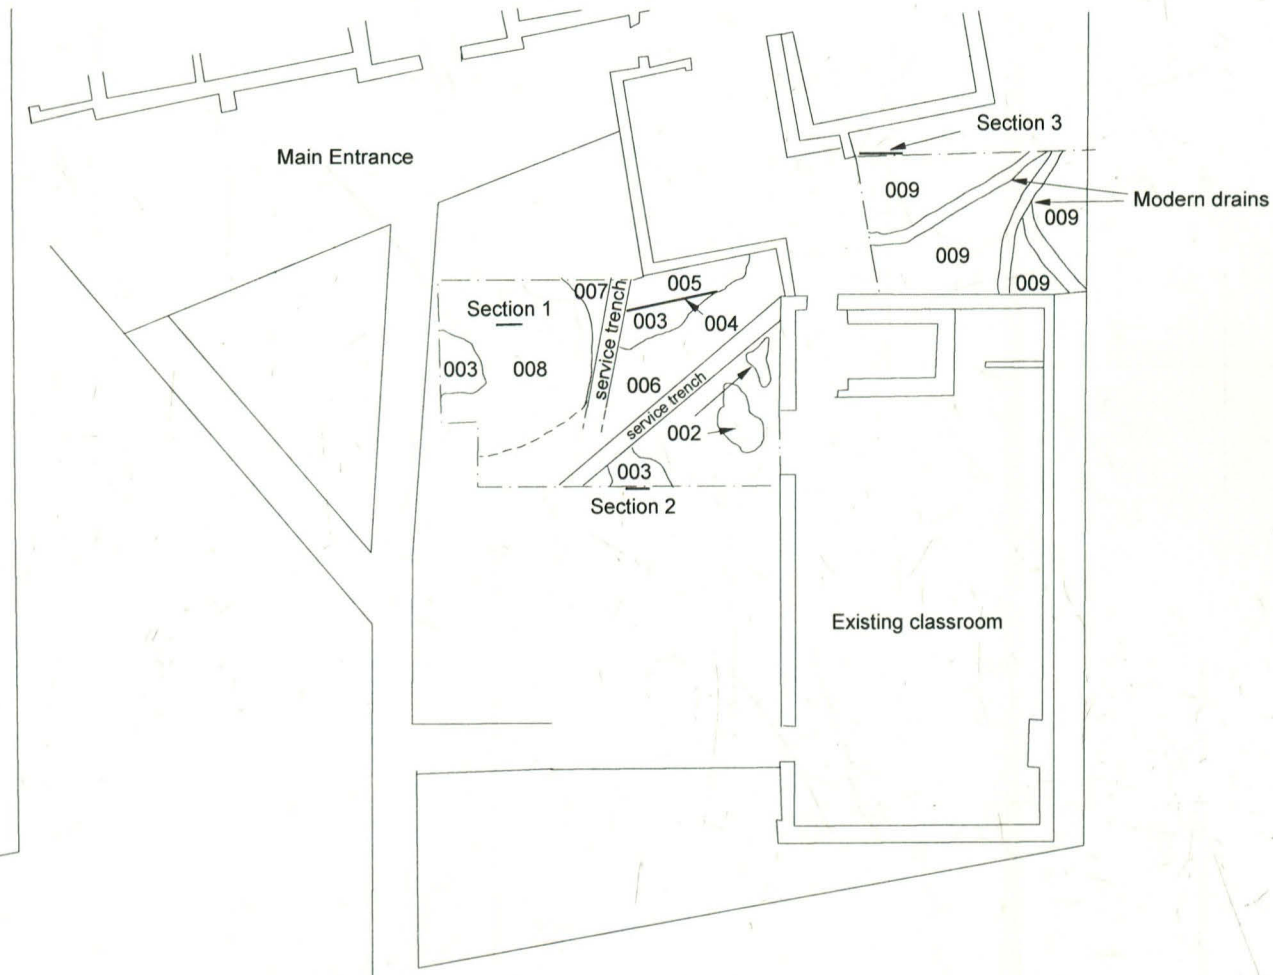 Section 3
Main Entrance
009
Modern drains
009
009
009
005
007
service trench
Section 1
003
004
003
008
006
service trench
002
003
Section 2
Existing classroom